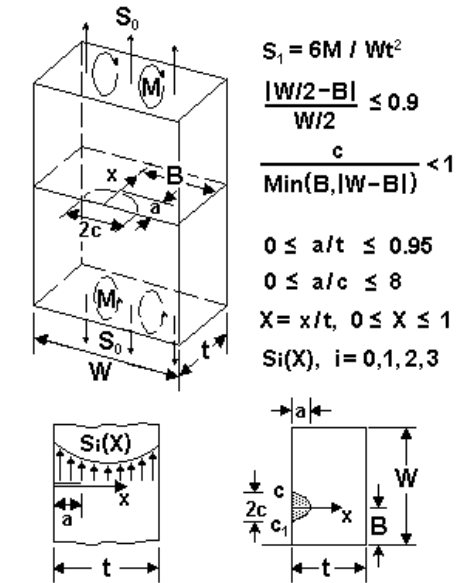 S₀
S₁ = 6M / Wt²
M
|W/2−B|
W/2
≤ 0.9
x
B
c
Min(B,|W−B|)
< 1
a
2c
0 ≤ a/t ≤ 0.95
0 ≤ a/c ≤ 8
M
S₀
X = x/t, 0 ≤ X ≤ 1
t
W
Si(X), i = 0,1,2,3
Si(X)
x
a
t
a
c
2c
c₁
x
W
B
t